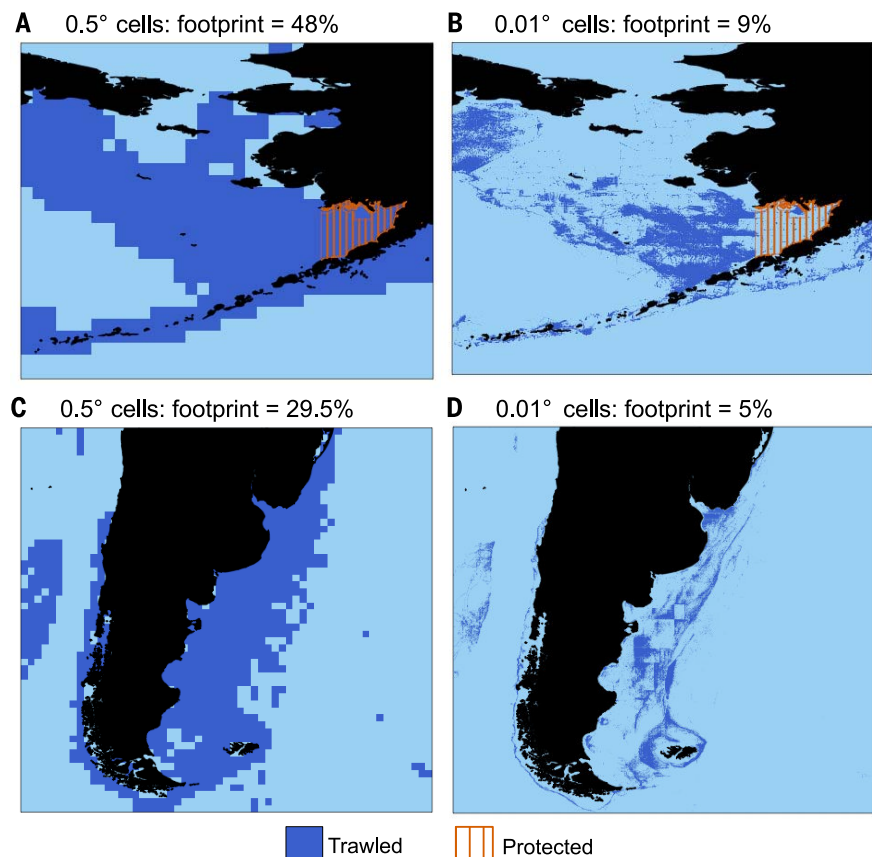 A 0.5° cells: footprint = 48%
B 0.01° cells: footprint = 9%
C 0.5° cells: footprint = 29.5%
D 0.01° cells: footprint = 5%
Trawled
Protected